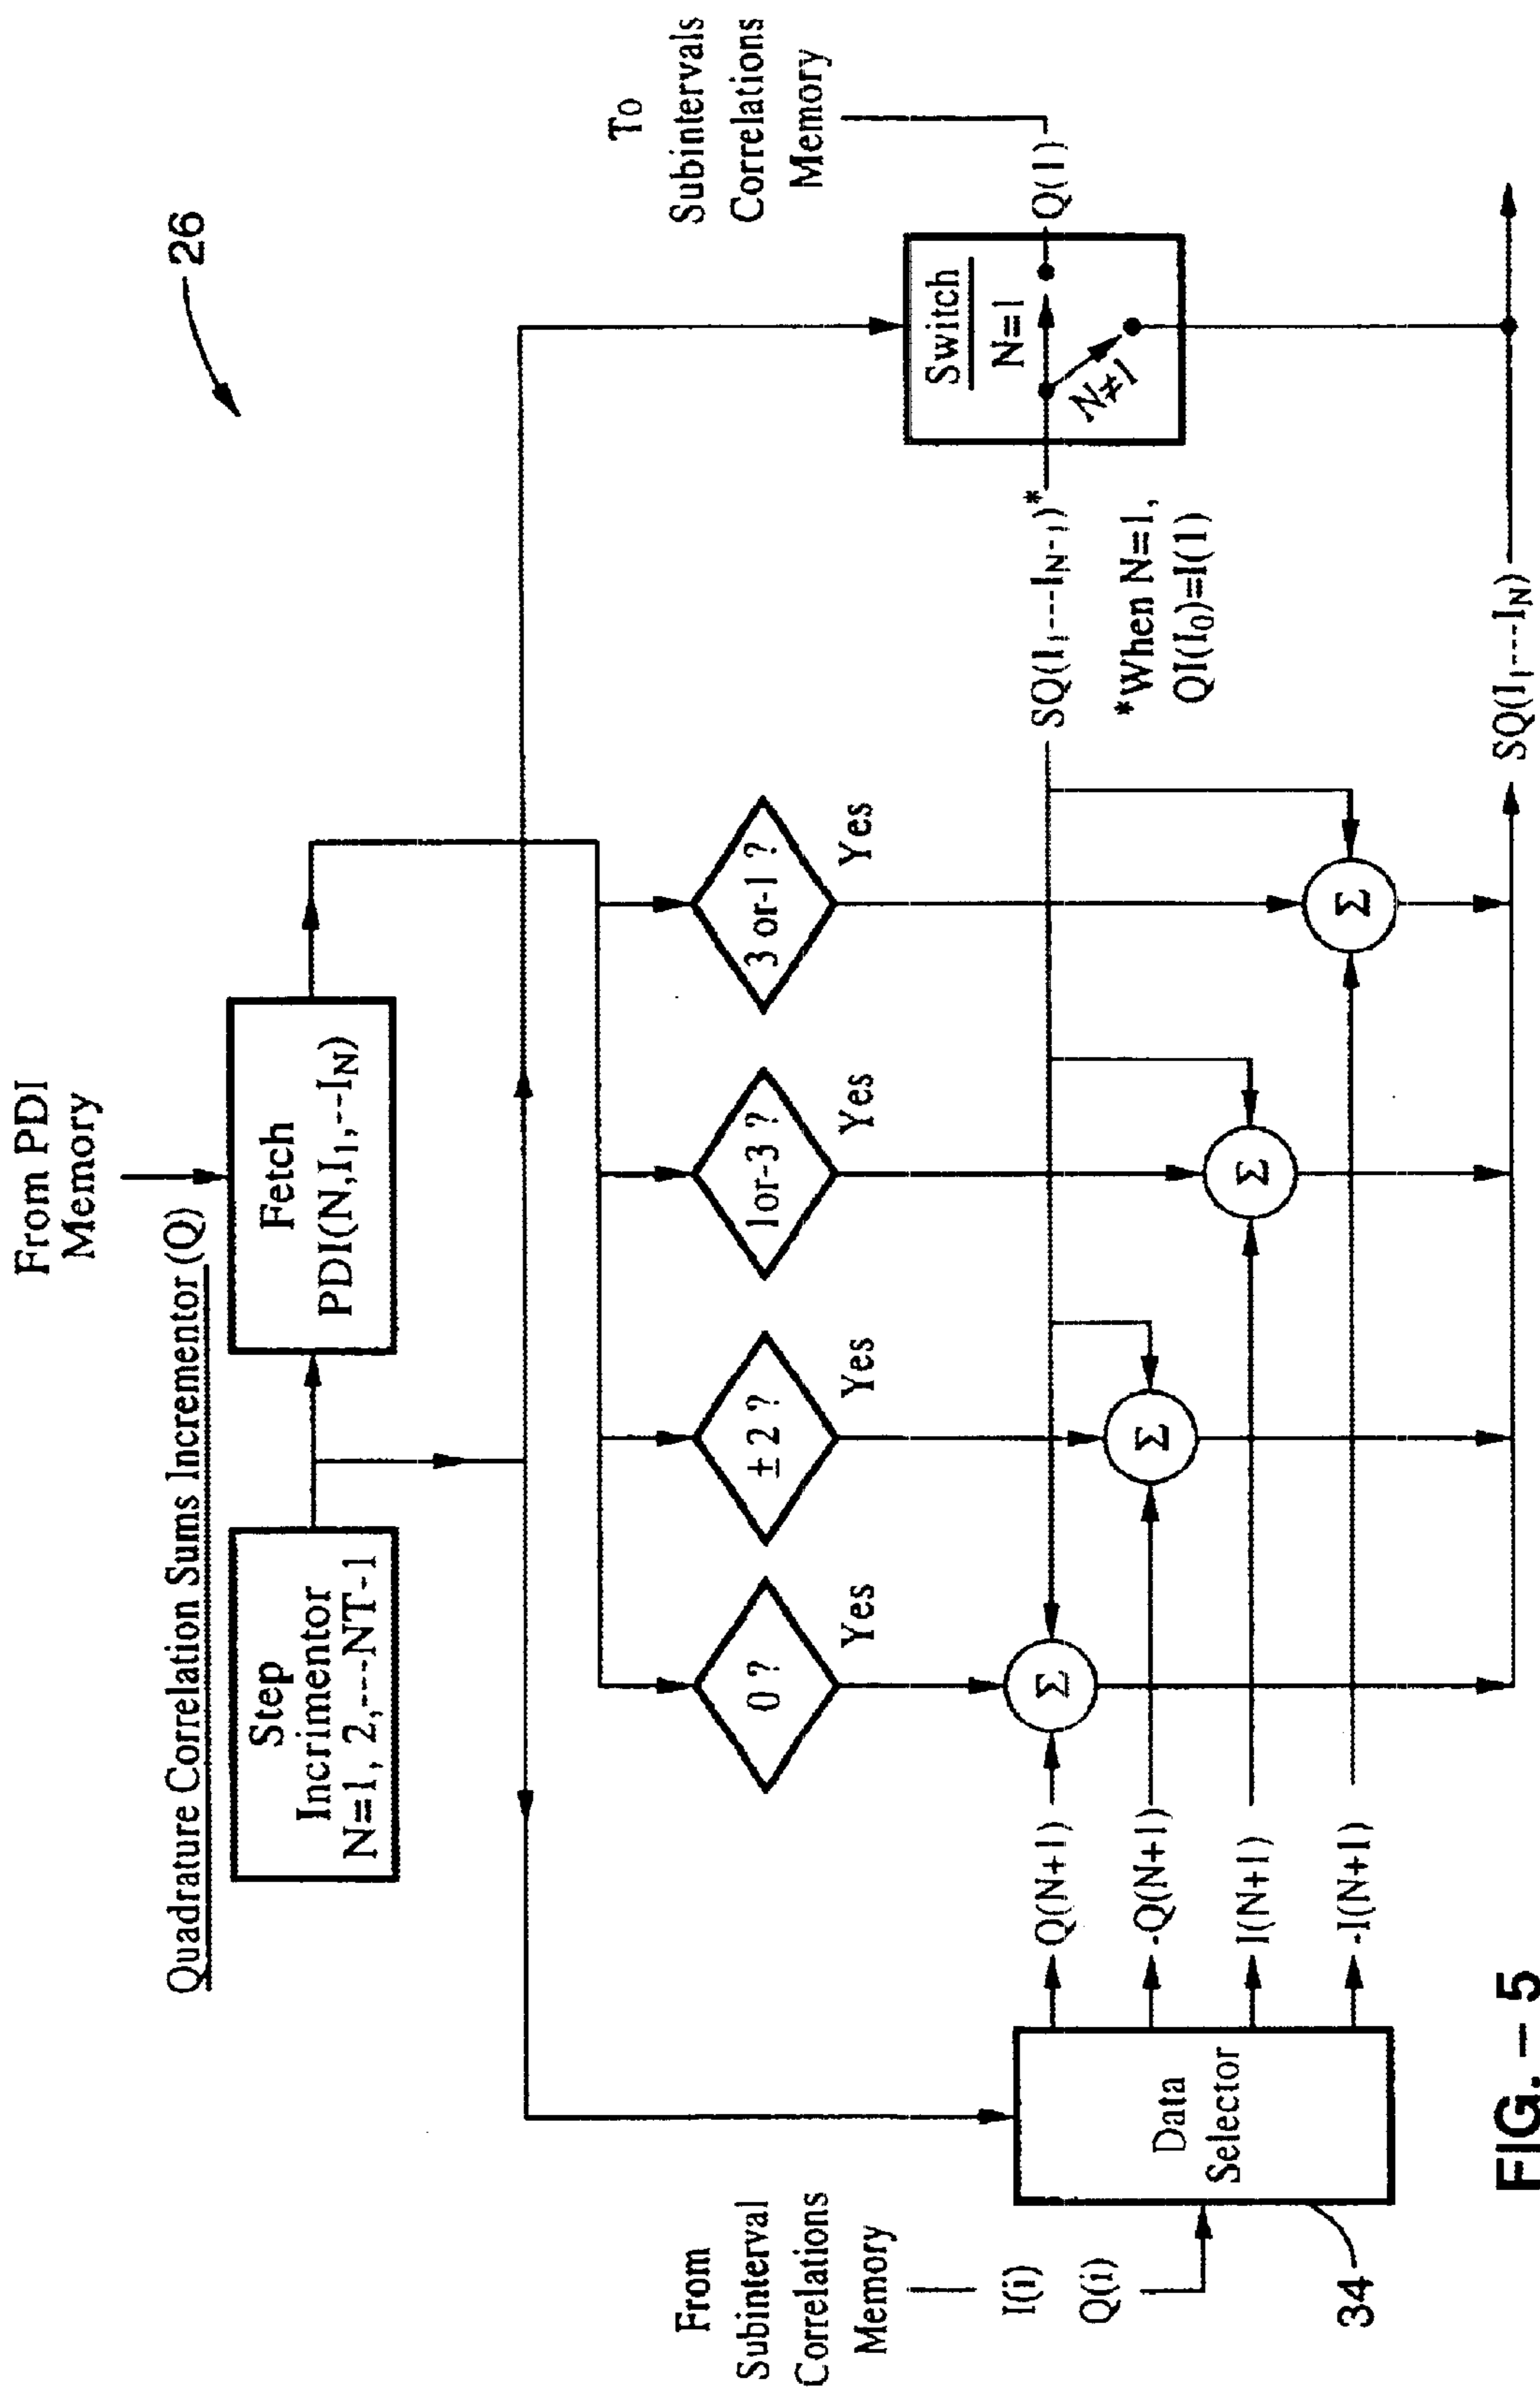 26
Quadrature Correlation Sums Incrementor (Q)
From PDI
Memory
Step
Incrimentor
N=1, 2,---NT-1
Fetch
PDI(N,I₁,--I_N)
0 ?
Yes
± 2 ?
Yes
1or-3 ?
Yes
3 or-1 ?
Yes
To
Subintervals
Correlations
Memory
Switch
N=1
N≠1
Q(1)
SQ(I₁---I_N-₁)*
*When N=1,
QI(I₀)=I(1)
From
Subinterval
Correlations
Memory
I(i)
Q(i)
Data
Selector
34
Q(N+1)
-Q(N+1)
I(N+1)
-I(N+1)
Σ
Σ
Σ
Σ
SQ(I₁---I_N)
FIG. – 5